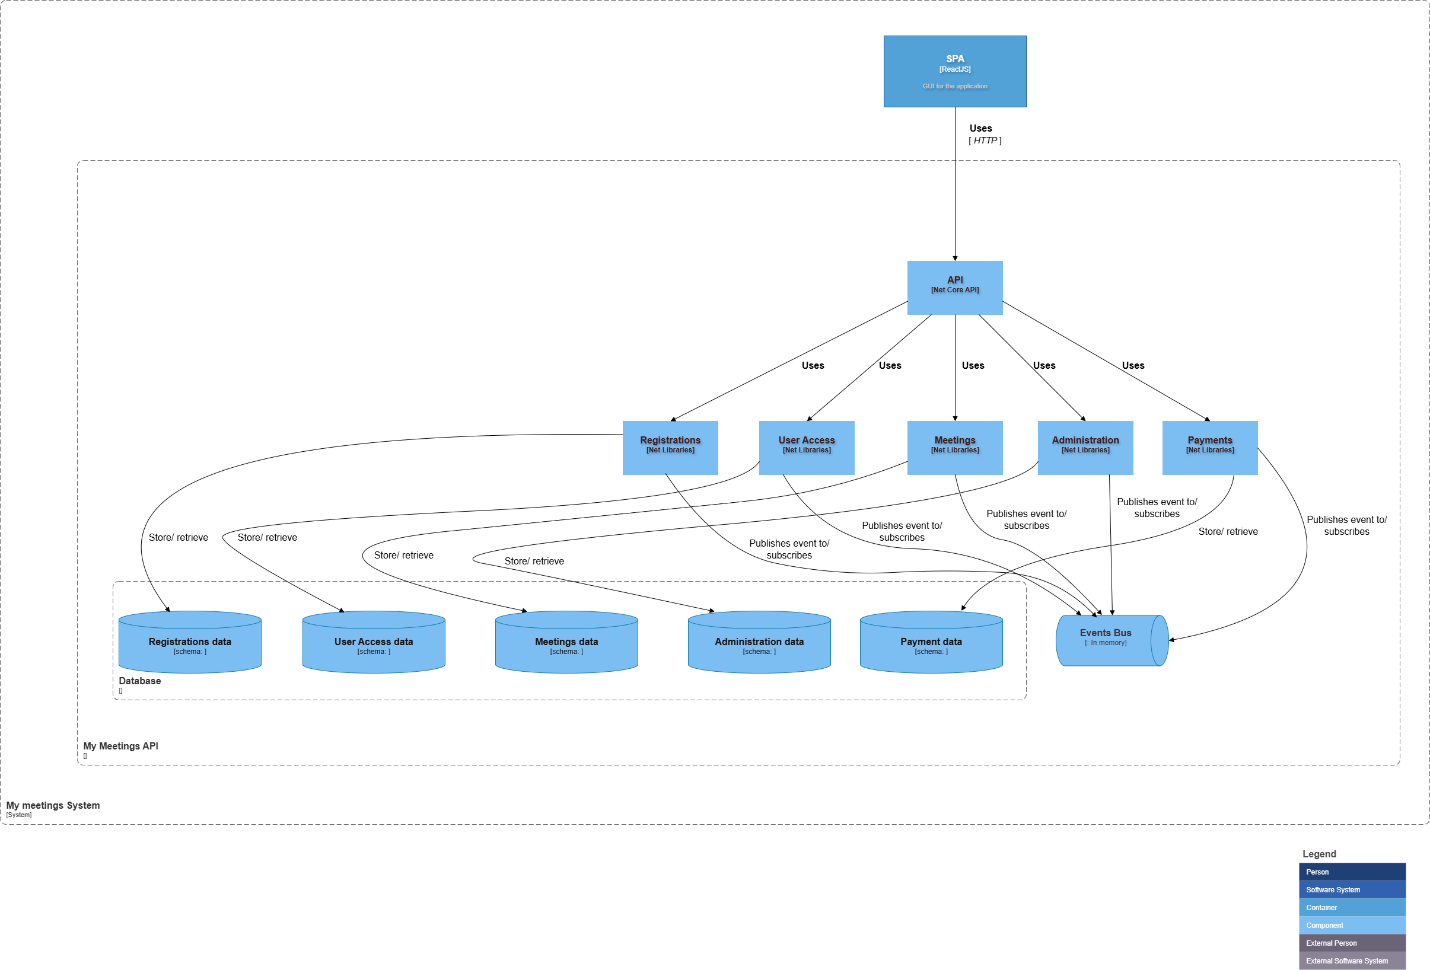 SPA
[ReactJS]
GUI for the application
Uses
[ HTTP ]
API
[Net Core API]
Uses
Uses
Uses
Uses
Uses
Registrations
[Net Libraries]
User Access
[Net Libraries]
Meetings
[Net Libraries]
Administration
[Net Libraries]
Payments
[Net Libraries]
Store/ retrieve
Store/ retrieve
Store/ retrieve
Store/ retrieve
Store/ retrieve
Publishes event to/
subscribes
Publishes event to/
subscribes
Publishes event to/
subscribes
Publishes event to/
subscribes
Publishes event to/
subscribes
Registrations data
[schema: ]
User Access data
[schema: ]
Meetings data
[schema: ]
Administration data
[schema: ]
Payment data
[schema: ]
Events Bus
[ In memory]
Database
[]
My Meetings API
[]
My meetings System
[System]
Legend
Person
Software System
Container
Component
External Person
External Software System